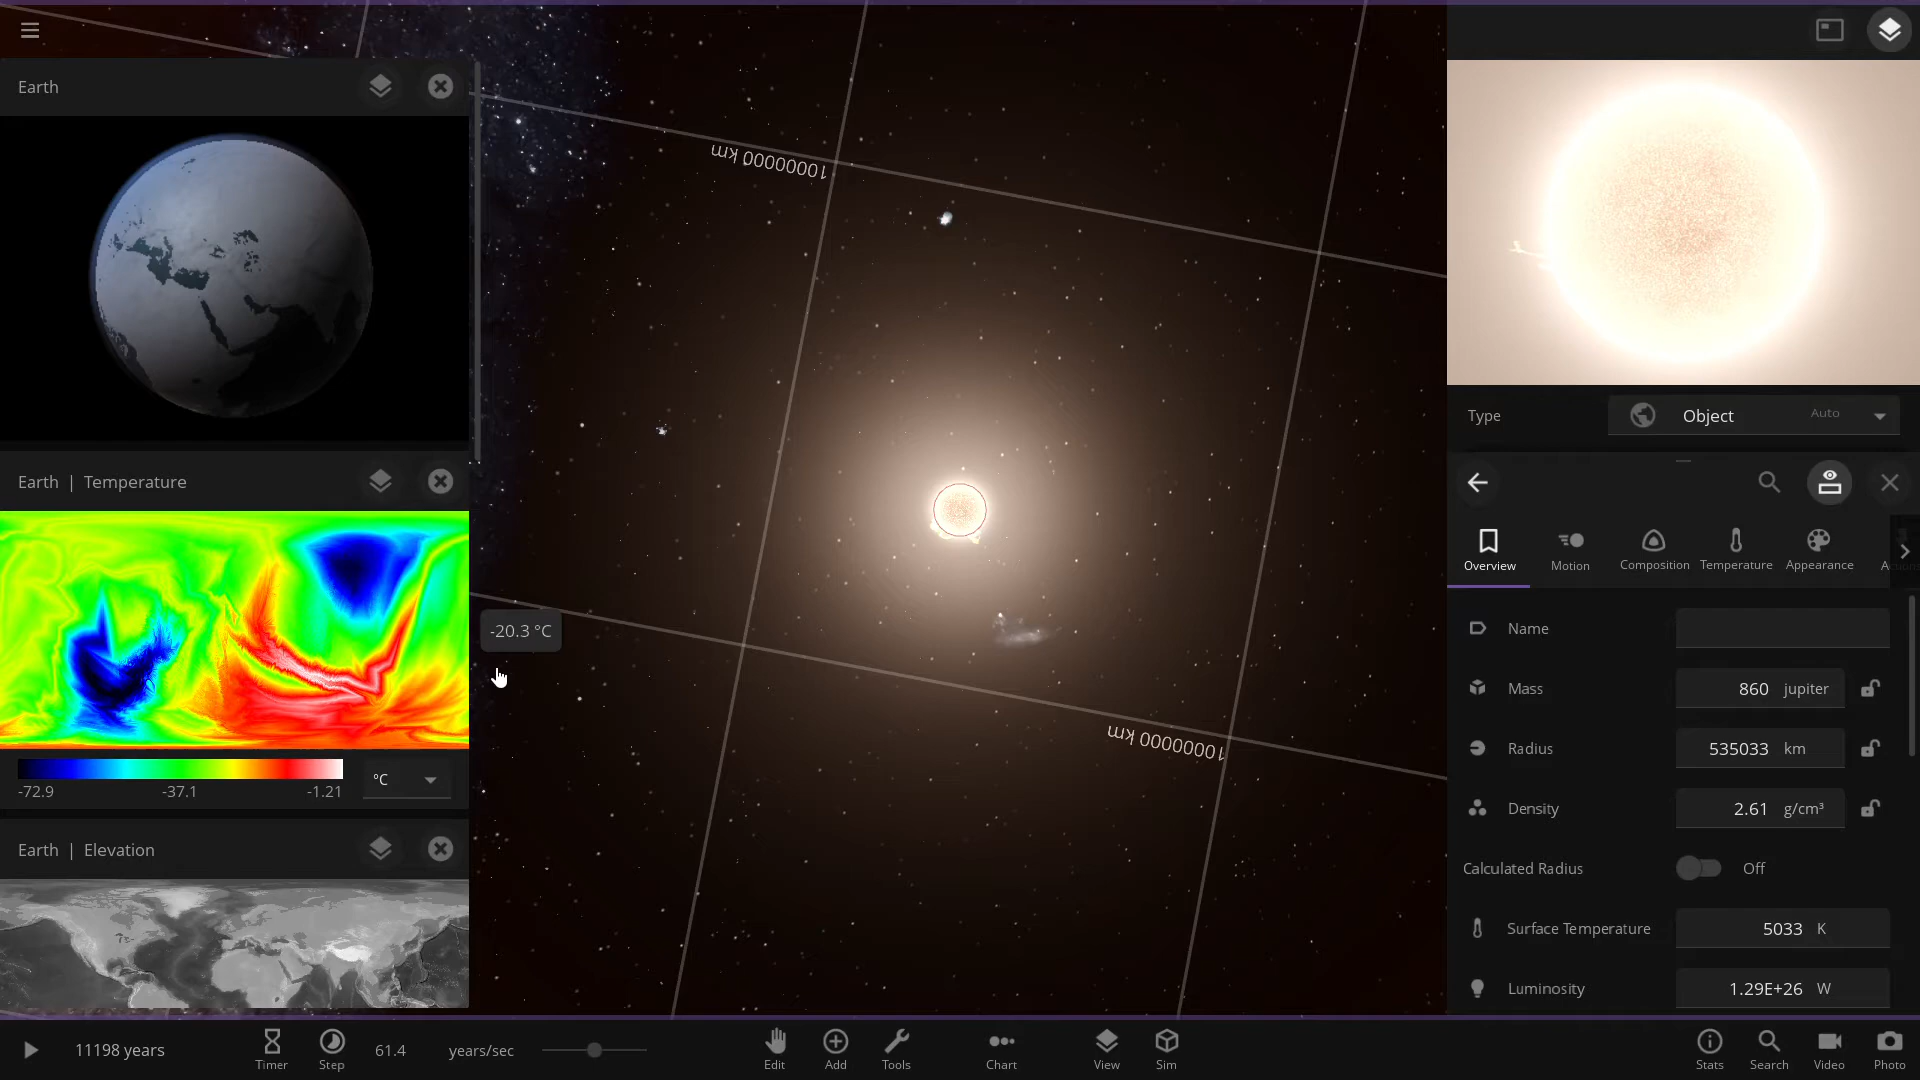 Earth
Earth | Temperature
-72.9 -37.1 -1.21 °C
Earth | Elevation
10000000 km
-20.3 °C
10000000 km
Type Object Auto
Overview Motion Composition Temperature Appearance
Name
Mass 860 jupiter
Radius 535033 km
Density 2.61 g/cm³
Calculated Radius Off
Surface Temperature 5033 K
Luminosity 1.29E+26 W
11198 years Timer Step 61.4 years/sec Edit Add Tools Chart View Sim Stats Search Video Photo